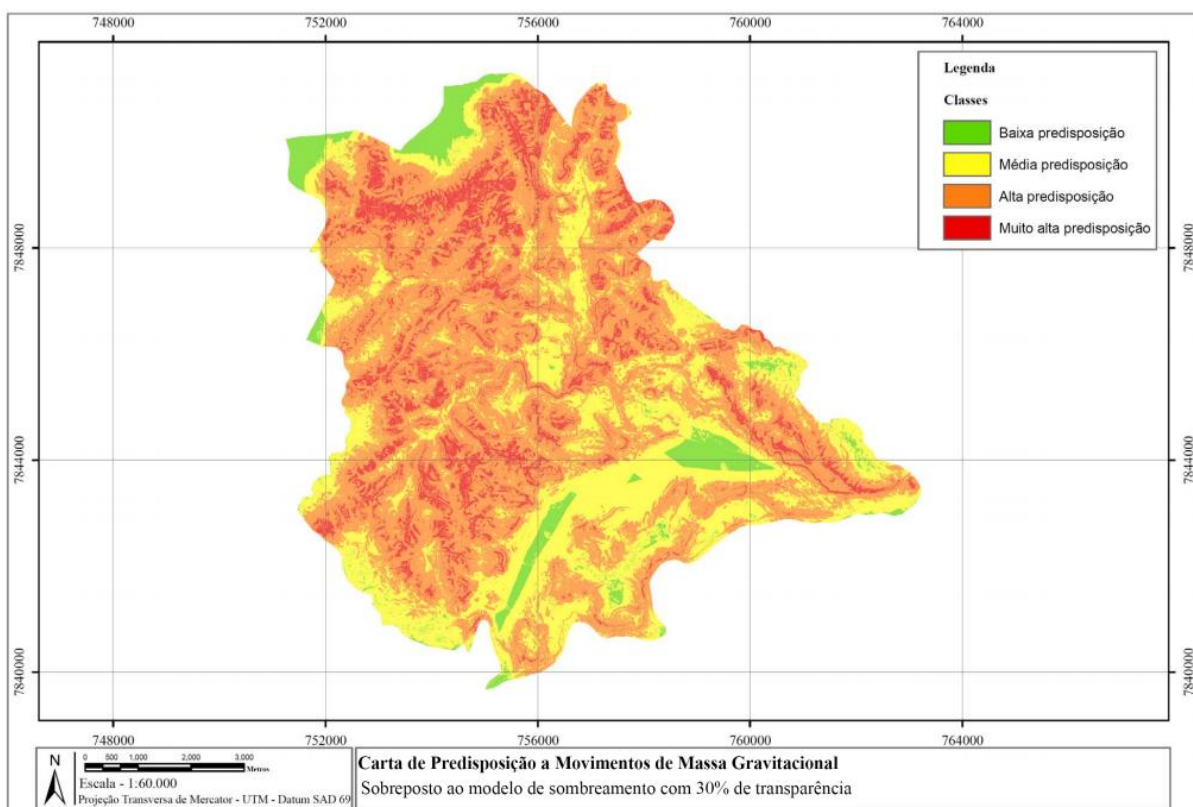 748000 752000 756000 760000 764000
Legenda
Classes
Baixa predisposição
Média predisposição
Alta predisposição
Muito alta predisposição
7848000 7848000
7844000 7844000
7840000 7840000
748000 752000 756000 760000 764000
N
0 500 1,000 2,000 3,000
Metros
Escala - 1:60.000
Projeção Transversa de Mercator - UTM - Datum SAD 69
Carta de Predisposição a Movimentos de Massa Gravitacional
Sobreposto ao modelo de sombreamento com 30% de transparência